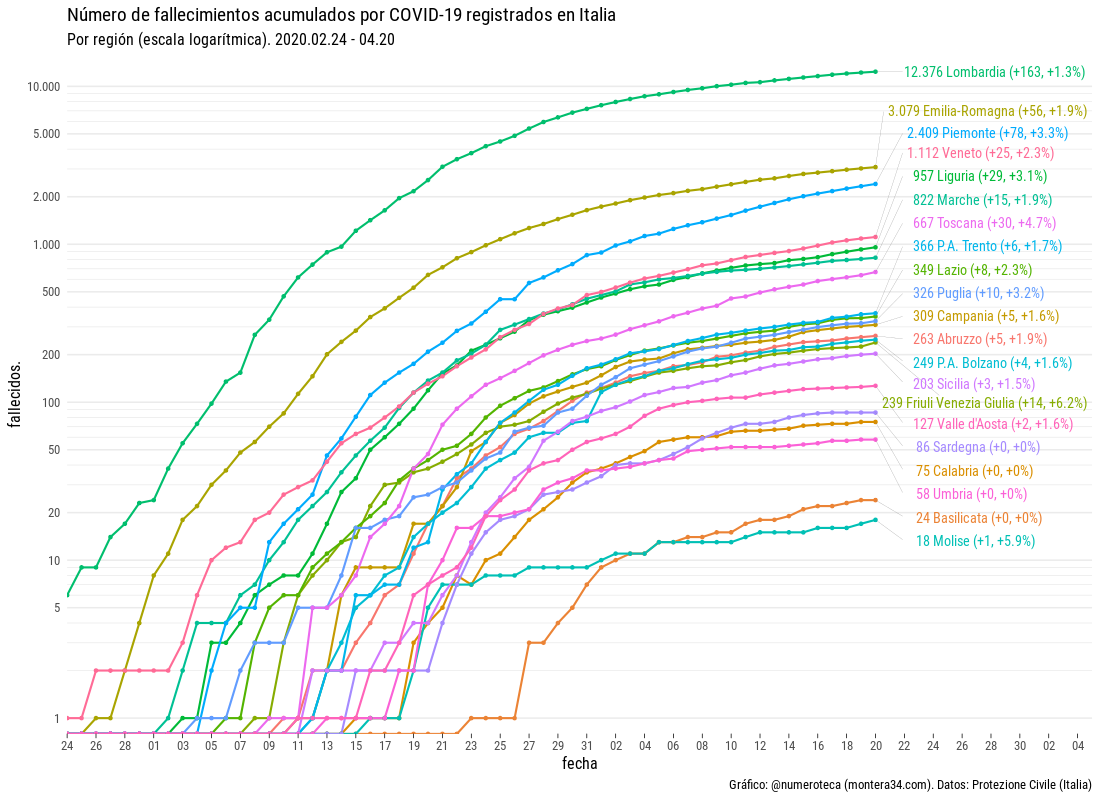 Número de fallecimientos acumulados por COVID-19 registrados en Italia
Por región (escala logarítmica). 2020.02.24 - 04.20
fallecidos.
10.000
5.000
2.000
1.000
500
200
100
50
20
10
5
1
12.376 Lombardia (+163, +1.3%)
3.079 Emilia-Romagna (+56, +1.9%)
2.409 Piemonte (+78, +3.3%)
1.112 Veneto (+25, +2.3%)
957 Liguria (+29, +3.1%)
822 Marche (+15, +1.9%)
667 Toscana (+30, +4.7%)
366 P.A. Trento (+6, +1.7%)
349 Lazio (+8, +2.3%)
326 Puglia (+10, +3.2%)
309 Campania (+5, +1.6%)
263 Abruzzo (+5, +1.9%)
249 P.A. Bolzano (+4, +1.6%)
203 Sicilia (+3, +1.5%)
239 Friuli Venezia Giulia (+14, +6.2%)
127 Valle d'Aosta (+2, +1.6%)
86 Sardegna (+0, +0%)
75 Calabria (+0, +0%)
58 Umbria (+0, +0%)
24 Basilicata (+0, +0%)
18 Molise (+1, +5.9%)
24 26 28 01 03 05 07 09 11 13 15 17 19 21 23 25 27 29 31 02 04 06 08 10 12 14 16 18 20 22 24 26 28 30 02 04
fecha
Gráfico: @numeroteca (montera34.com). Datos: Protezione Civile (Italia)